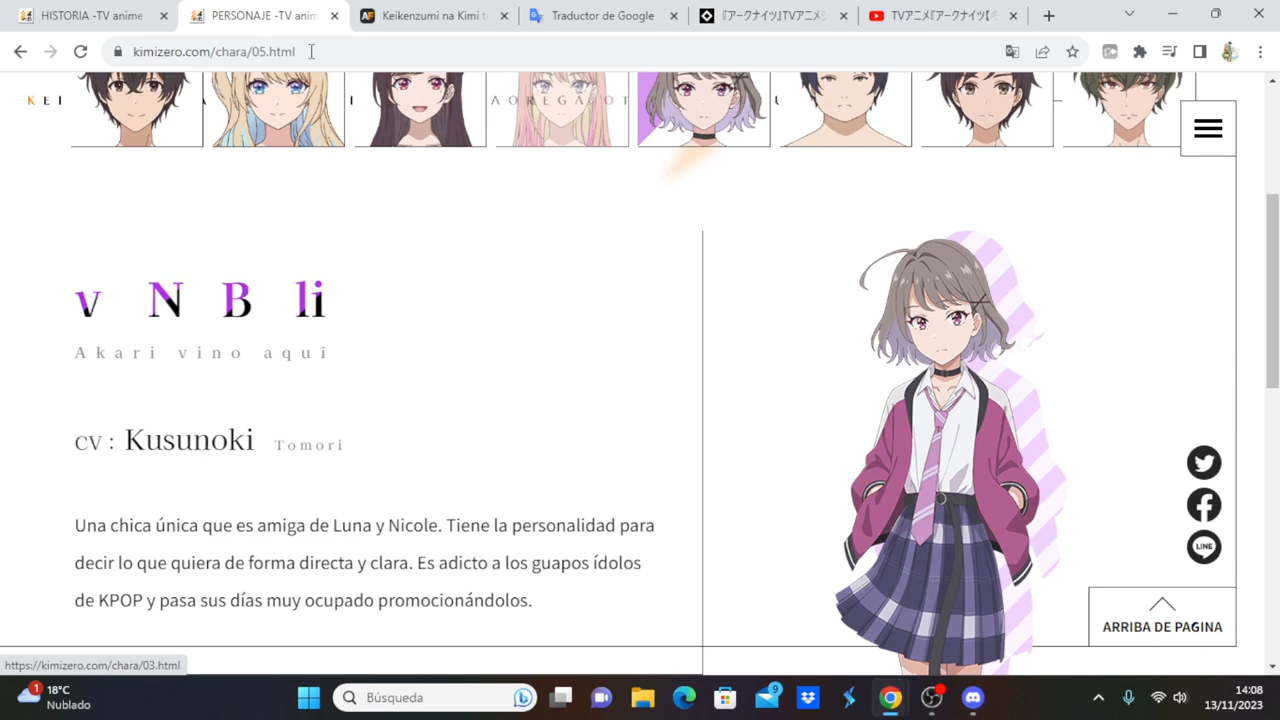 HISTORIA -TV anime
PERSONAJE -TV anim
Keikenzumi na Kimi t
Traductor de Google
『アークナイツ』TVアニメシ
TVアニメ『アークナイツ【
kimizero.com/chara/05.html
v N B li
Akari vino aquí
CV : Kusunoki Tomori
Una chica única que es amiga de Luna y Nicole. Tiene la personalidad para
decir lo que quiera de forma directa y clara. Es adicto a los guapos ídolos
de KPOP y pasa sus días muy ocupado promocionándolos.
LINE
ARRIBA DE PAGINA
https://kimizero.com/chara/03.html
1
18°C
Nublado
Búsqueda
9
14:08
13/11/2023